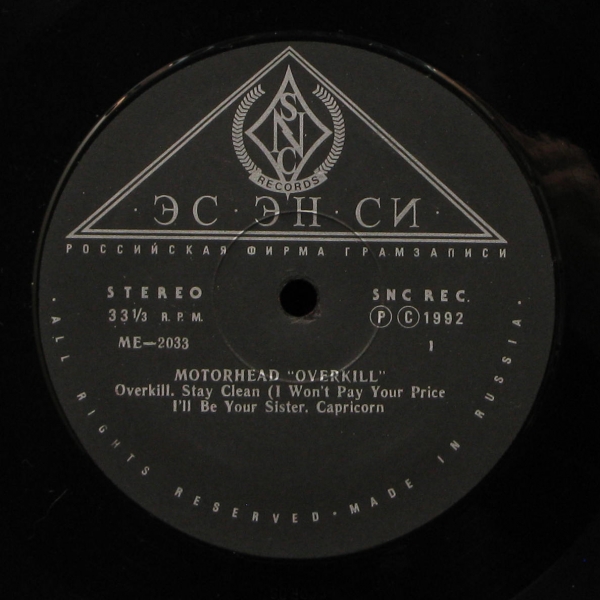 SNC
RECORDS
·ЭС·ЭН·СИ·
РОССИЙСКАЯ ФИРМА ГРАМЗАПИСИ
STEREO
33 1/3 R. P. M.
ME—2033
SNC REC.
Ⓟ Ⓒ 1992
1
MOTORHEAD "OVERKILL"
Overkill. Stay Clean (I Won't Pay Your Price
I'll Be Your Sister. Capricorn
· ALL RIGHTS RESERVED · MADE IN RUSSIA ·